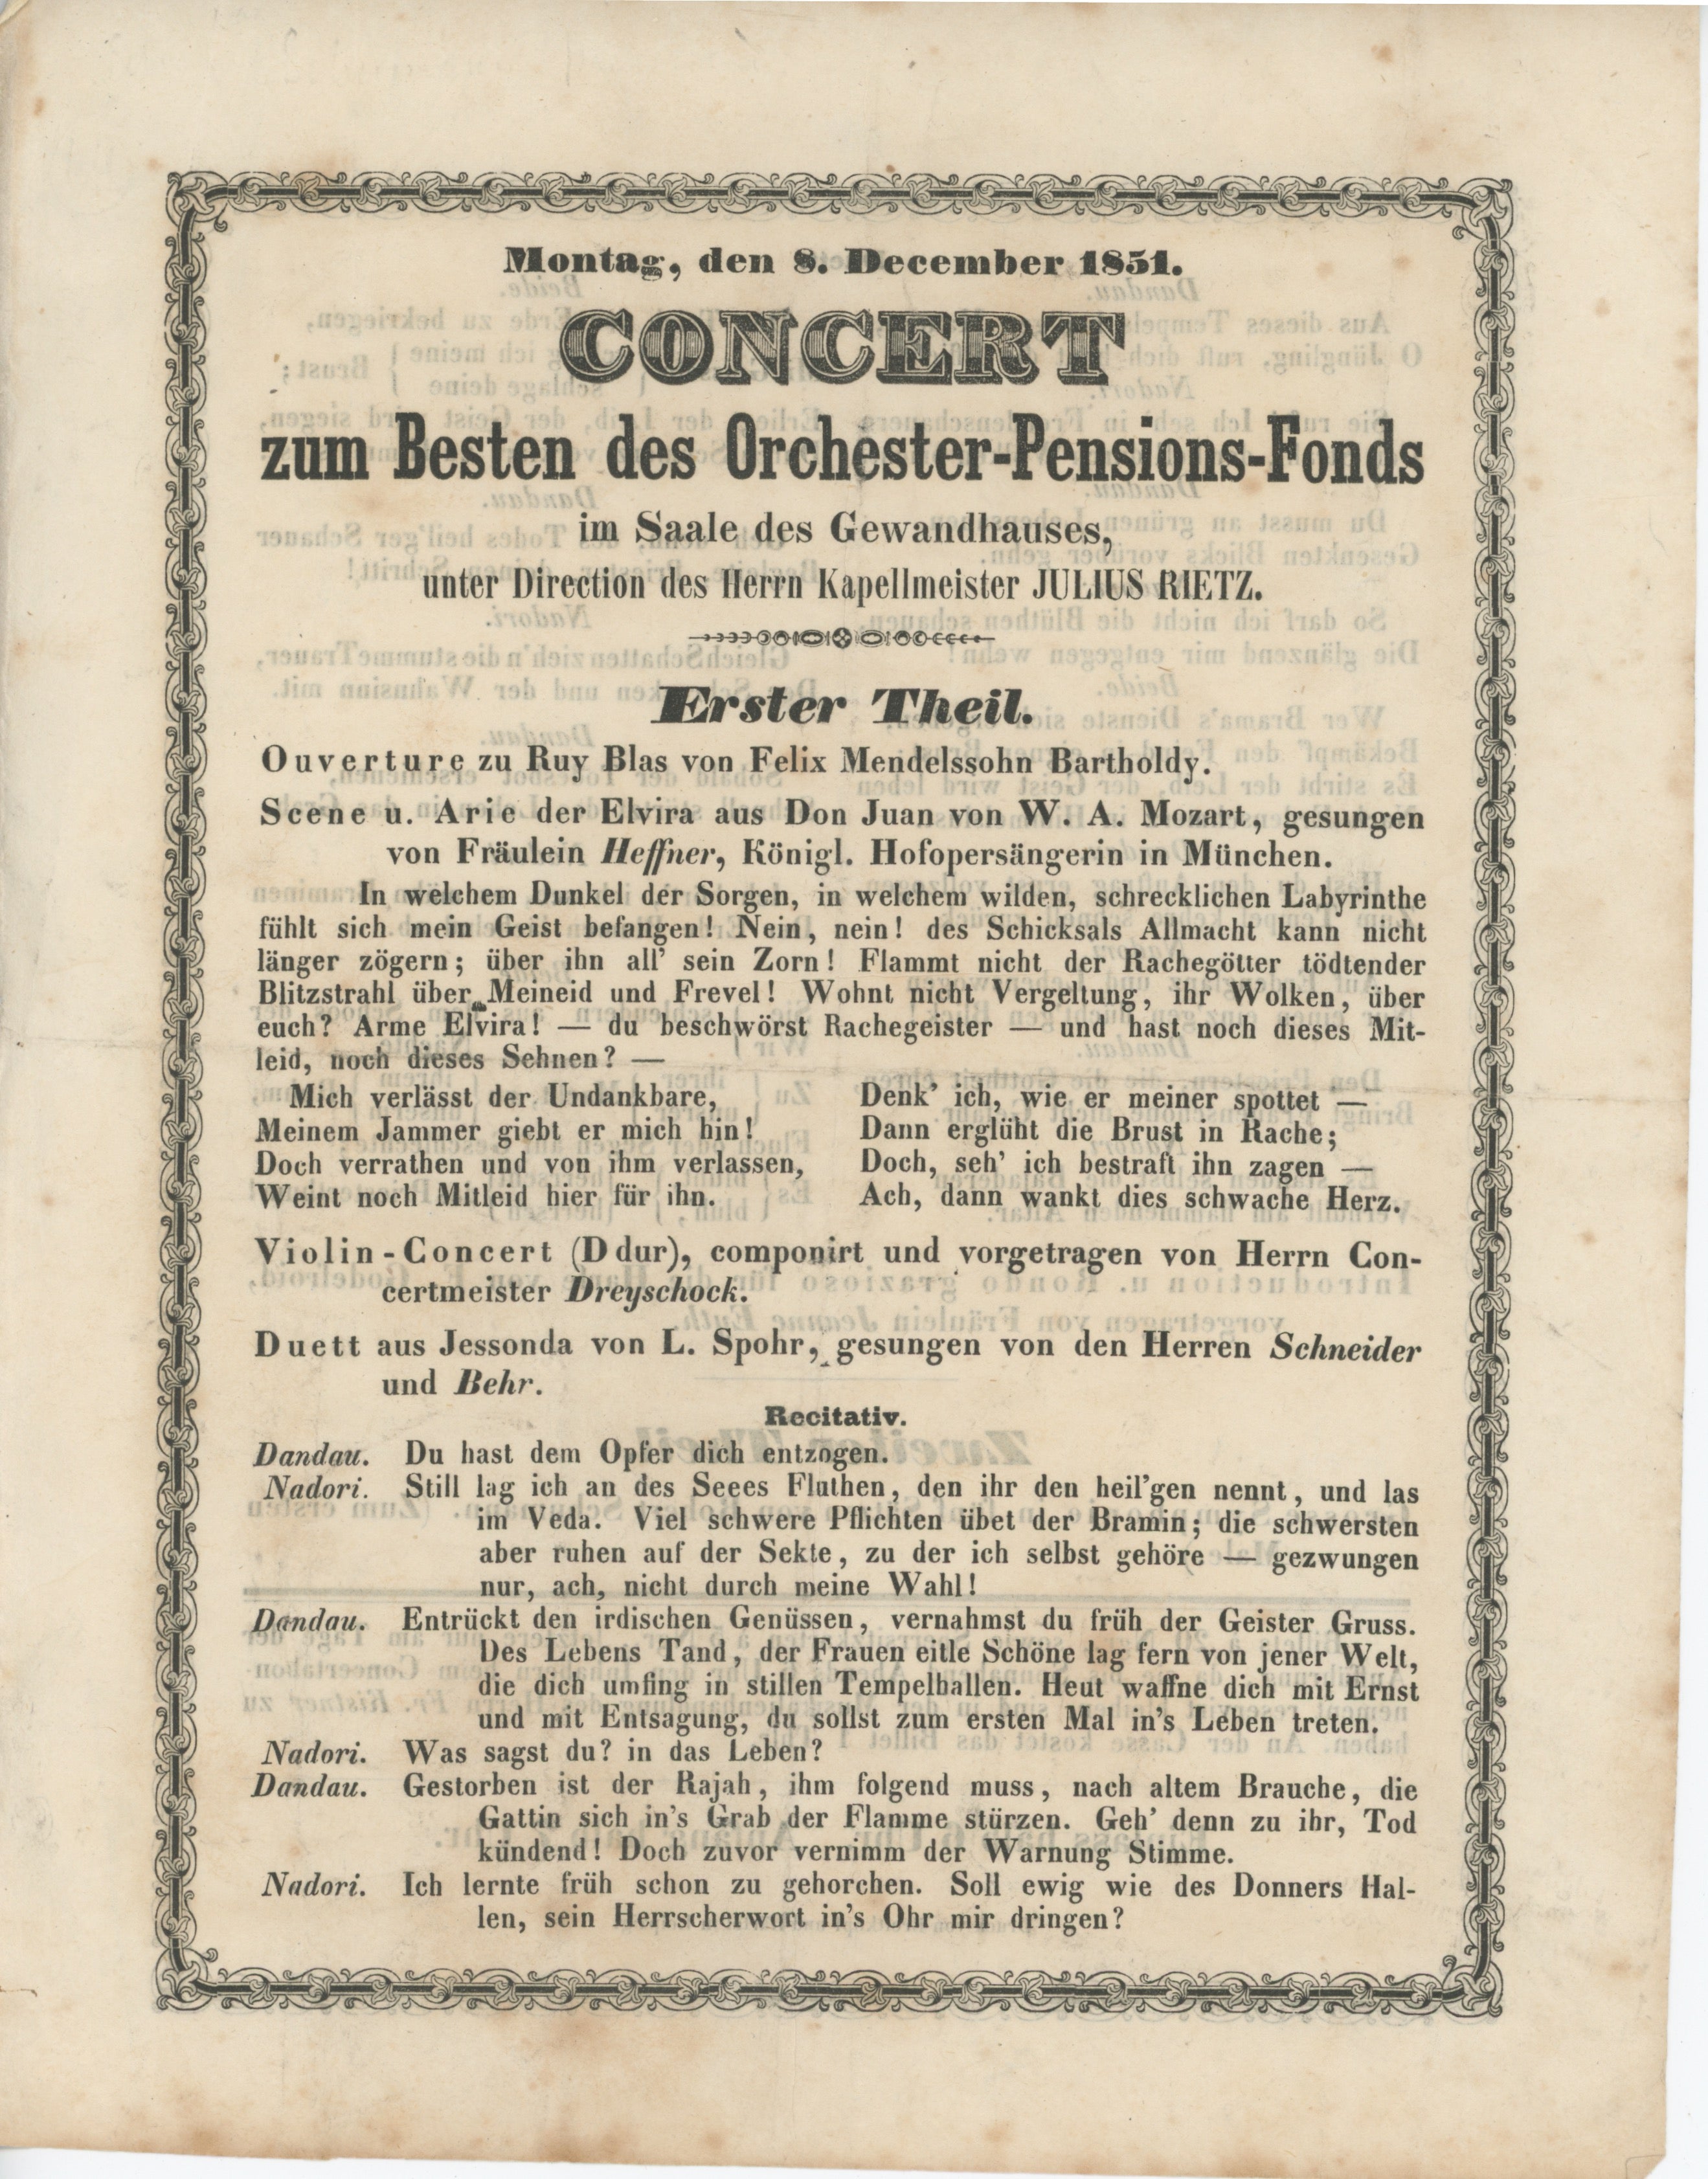 Montag, den 8. December 1851.
CONCERT
zum Besten des Orchester-Pensions-Fonds
im Saale des Gewandhauses,
unter Direction des Herrn Kapellmeister JULIUS RIETZ.
Erster Theil.
Ouverture zu Ruy Blas von Felix Mendelssohn Bartholdy.
Scene u. Arie der Elvira aus Don Juan von W. A. Mozart, gesungen
von Fräulein Heffner, Königl. Hofopersängerin in München.
In welchem Dunkel der Sorgen, in welchem wilden, schrecklichen Labyrinthe
fühlt sich mein Geist befangen! Nein, nein! des Schicksals Allmacht kann nicht
länger zögern; über ihn all' sein Zorn! Flammt nicht der Rachegötter tödtender
Blitzstrahl über Meineid und Frevel! Wohnt nicht Vergeltung, ihr Wolken, über
euch? Arme Elvira! — du beschwörst Rachegeister — und hast noch dieses Mit-
leid, noch dieses Sehnen? —
Mich verlässt der Undankbare,
Meinem Jammer giebt er mich hin!
Doch verrathen und von ihm verlassen,
Weint noch Mitleid hier für ihn.
Denk' ich, wie er meiner spottet —
Dann erglüht die Brust in Rache;
Doch, seh' ich bestraft ihn zagen —
Ach, dann wankt dies schwache Herz.
Violin-Concert (D dur), componirt und vorgetragen von Herrn Con-
certmeister Dreyschock.
Duett aus Jessonda von L. Spohr, gesungen von den Herren Schneider
und Behr.
Recitativ.
Dandau. Du hast dem Opfer dich entzogen.
Nadori. Still lag ich an des Seees Fluthen, den ihr den heil'gen nennt, und las
im Veda. Viel schwere Pflichten übet der Bramin; die schwersten
aber ruhen auf der Sekte, zu der ich selbst gehöre — gezwungen
nur, ach, nicht durch meine Wahl!
Dandau. Entrückt den irdischen Genüssen, vernahmst du früh der Geister Gruss.
Des Lebens Tand, der Frauen eitle Schöne lag fern von jener Welt,
die dich umfing in stillen Tempelhallen. Heut waffne dich mit Ernst
und mit Entsagung, du sollst zum ersten Mal in's Leben treten.
Nadori. Was sagst du? in das Leben?
Dandau. Gestorben ist der Rajah, ihm folgend muss, nach altem Brauche, die
Gattin sich in's Grab der Flamme stürzen. Geh' denn zu ihr, Tod
kündend! Doch zuvor vernimm der Warnung Stimme.
Nadori. Ich lernte früh schon zu gehorchen. Soll ewig wie des Donners Hal-
len, sein Herrscherwort in's Ohr mir dringen?